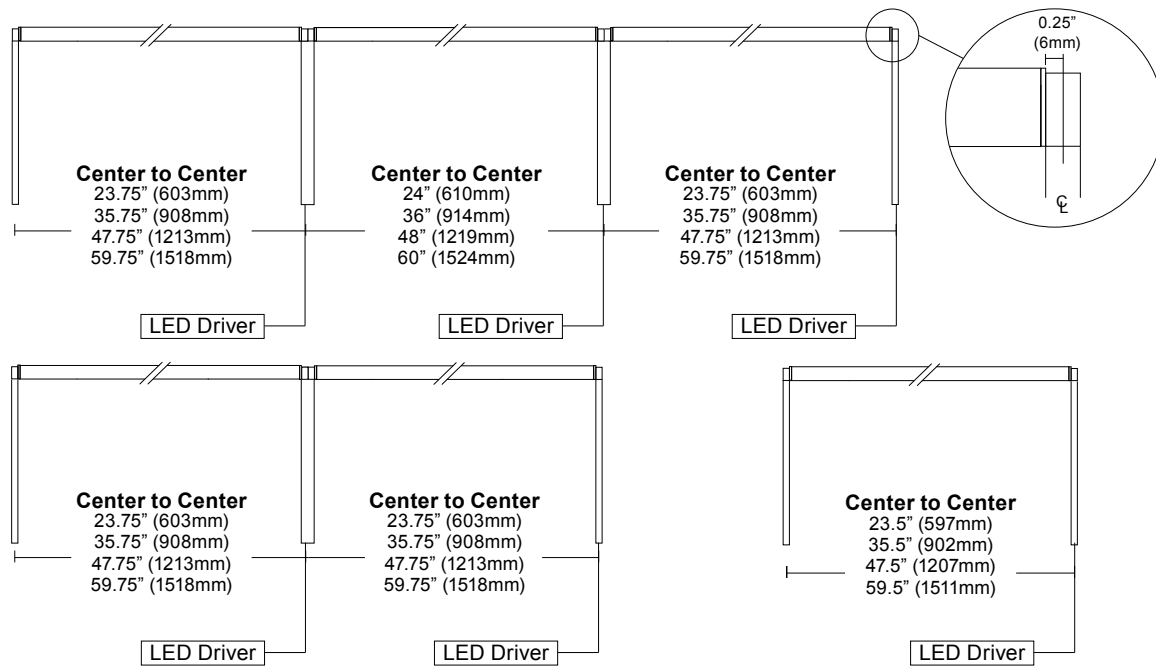 0.25”
(6mm)
℄
Center to Center
23.75” (603mm)
35.75” (908mm)
47.75” (1213mm)
59.75” (1518mm)
Center to Center
24” (610mm)
36” (914mm)
48” (1219mm)
60” (1524mm)
Center to Center
23.75” (603mm)
35.75” (908mm)
47.75” (1213mm)
59.75” (1518mm)
LED Driver
LED Driver
LED Driver
Center to Center
23.75” (603mm)
35.75” (908mm)
47.75” (1213mm)
59.75” (1518mm)
Center to Center
23.75” (603mm)
35.75” (908mm)
47.75” (1213mm)
59.75” (1518mm)
Center to Center
23.5” (597mm)
35.5” (902mm)
47.5” (1207mm)
59.5” (1511mm)
LED Driver
LED Driver
LED Driver